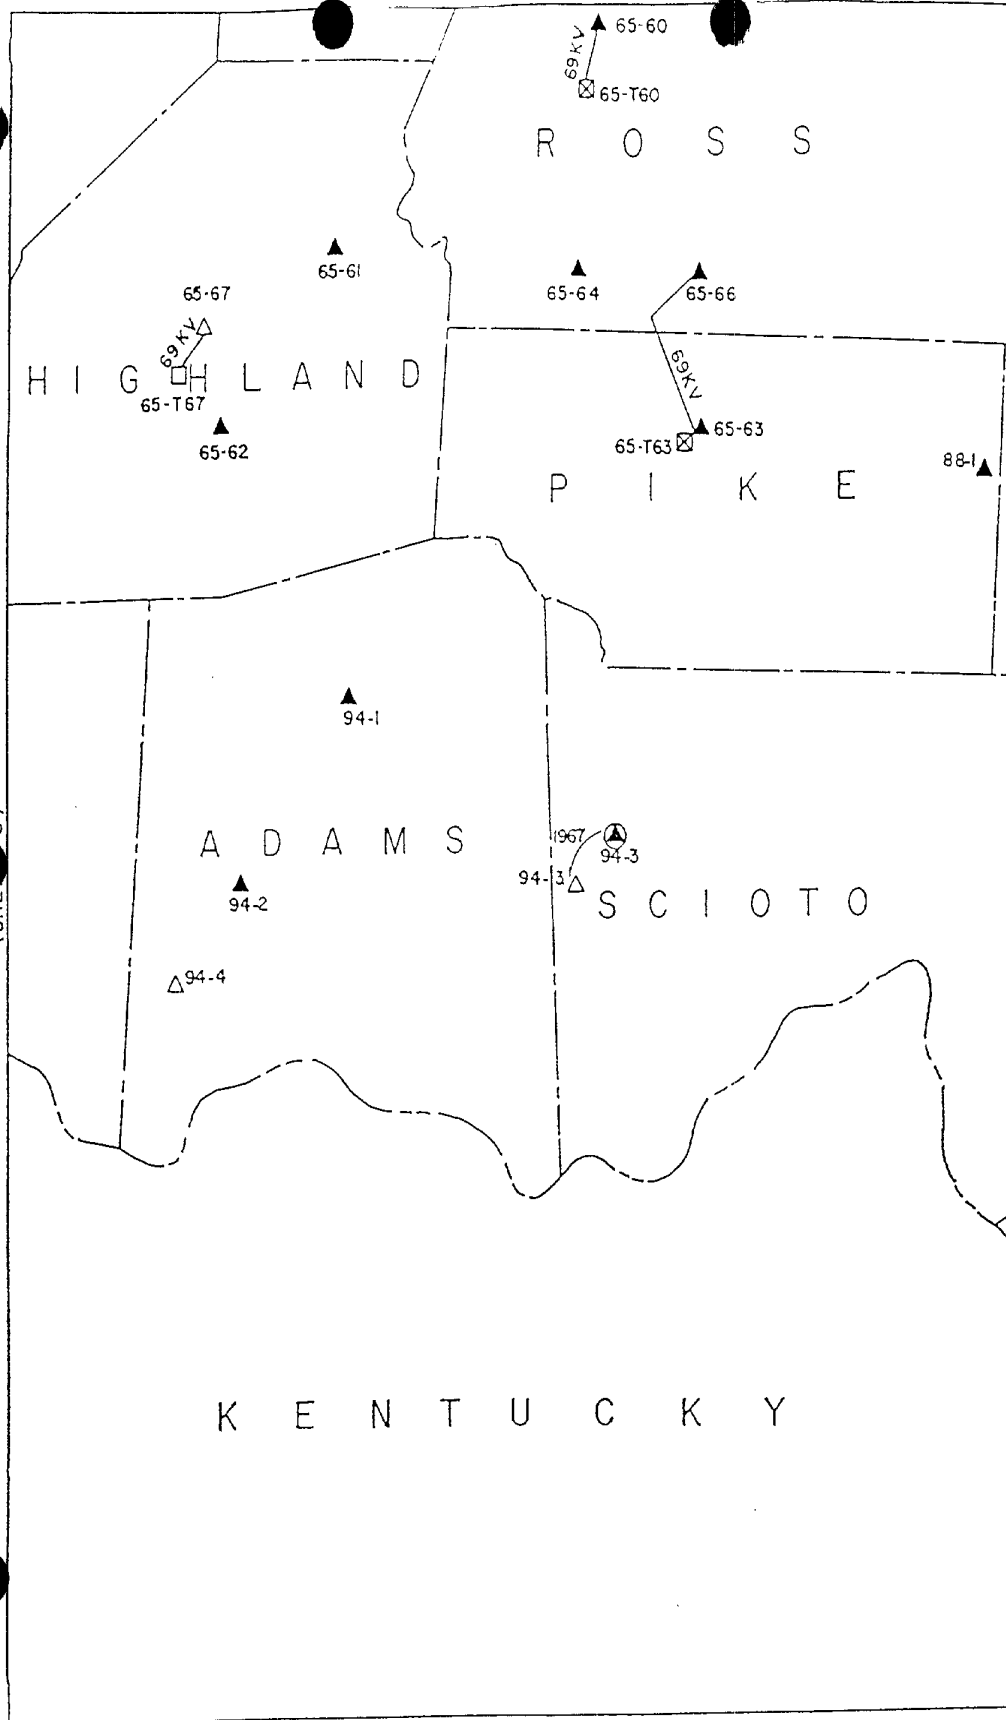 65-60
69KV
65-T60
R O S S
65-61
65-64
65-66
65-67
69KV
H I G H L A N D
65-T67
65-62
69KV
65-63
65-T63
88-1
P I K E
94-1
A D A M S
1967
94-3
94-13
94-2
S C I O T O
94-4
K E N T U C K Y